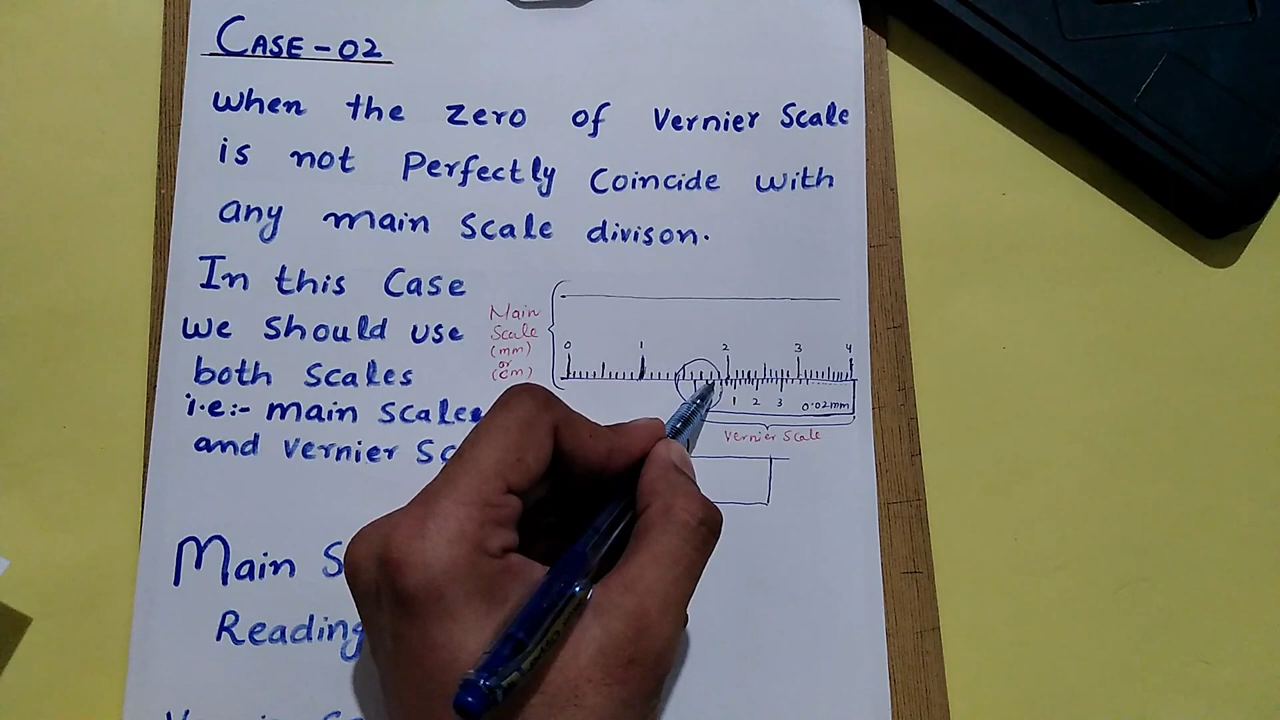 CASE-02
when the zero of Vernier Scale
is not Perfectly Coincide with
any main Scale divison.
In this Case
we Should use
both Scales
i.e:- main Scales
and Vernier Sc
Main
Scale
(mm)
or
(cm)
0 1 2 3 4
1 2 3 0.02mm
Vernier Scale
Main S
Reading